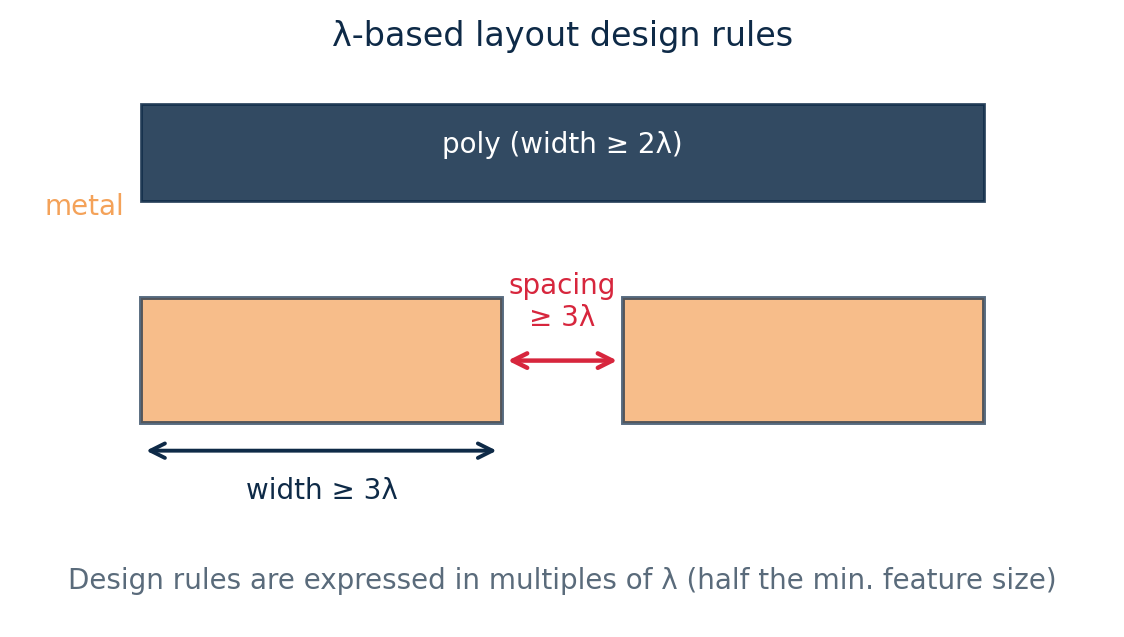 λ-based layout design rules
poly (width ≥ 2λ)
metal
spacing
≥ 3λ
width ≥ 3λ
Design rules are expressed in multiples of λ (half the min. feature size)